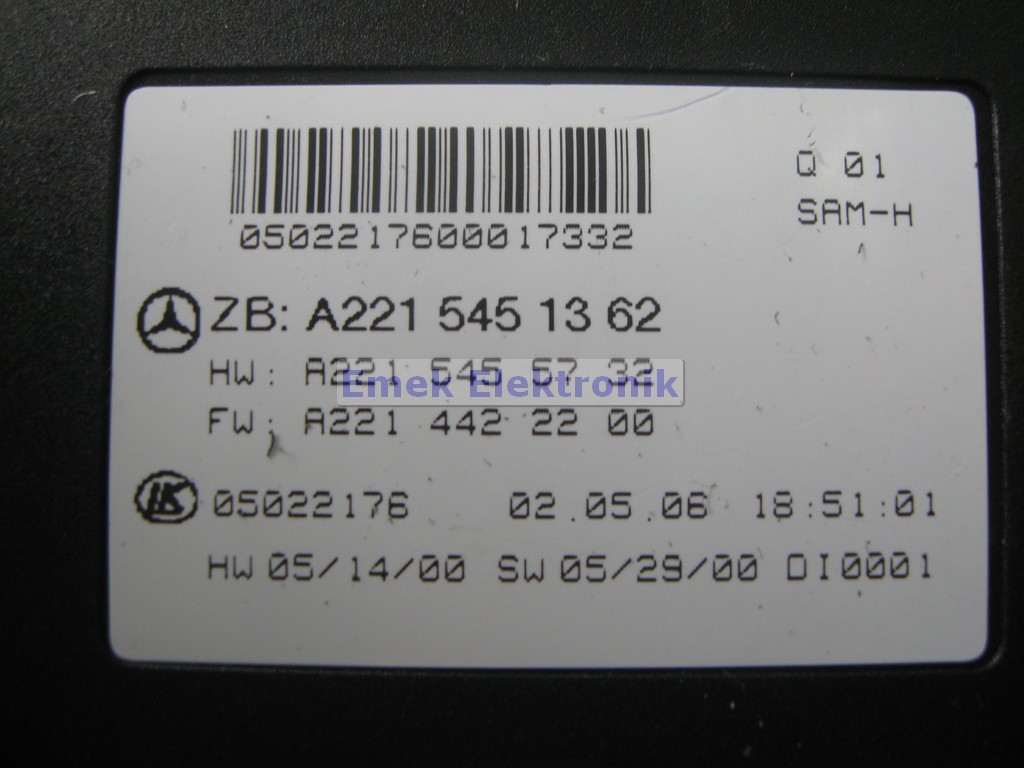 Q 01
SAM-H
0502217600017332
ZB: A221 545 13 62
HW: A221 545 57 32
Emek Elektronik
FW: A221 442 22 00
05022176 02.05.06 18:51:01
HW 05/14/00 SW 05/29/00 DI0001